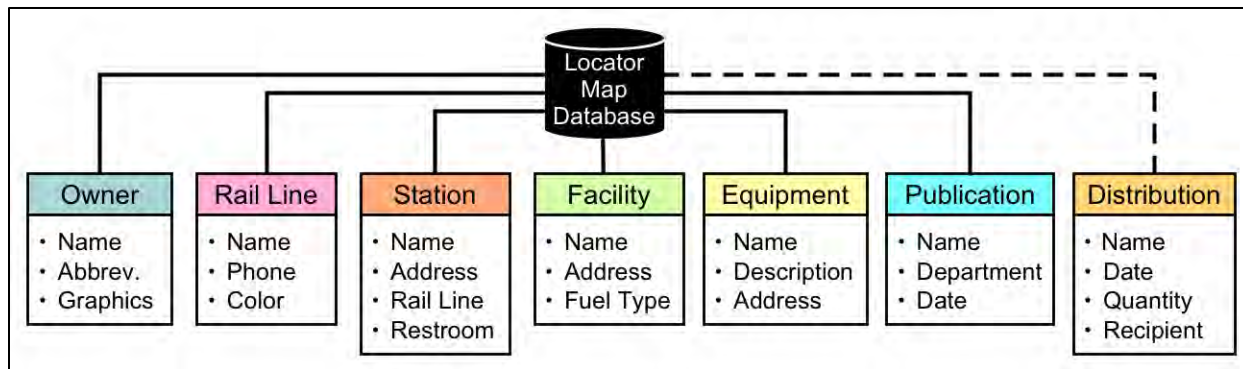 Locator
Map
Database
Owner
• Name
• Abbrev.
• Graphics
Rail Line
• Name
• Phone
• Color
Station
• Name
• Address
• Rail Line
• Restroom
Facility
• Name
• Address
• Fuel Type
Equipment
• Name
• Description
• Address
Publication
• Name
• Department
• Date
Distribution
• Name
• Date
• Quantity
• Recipient